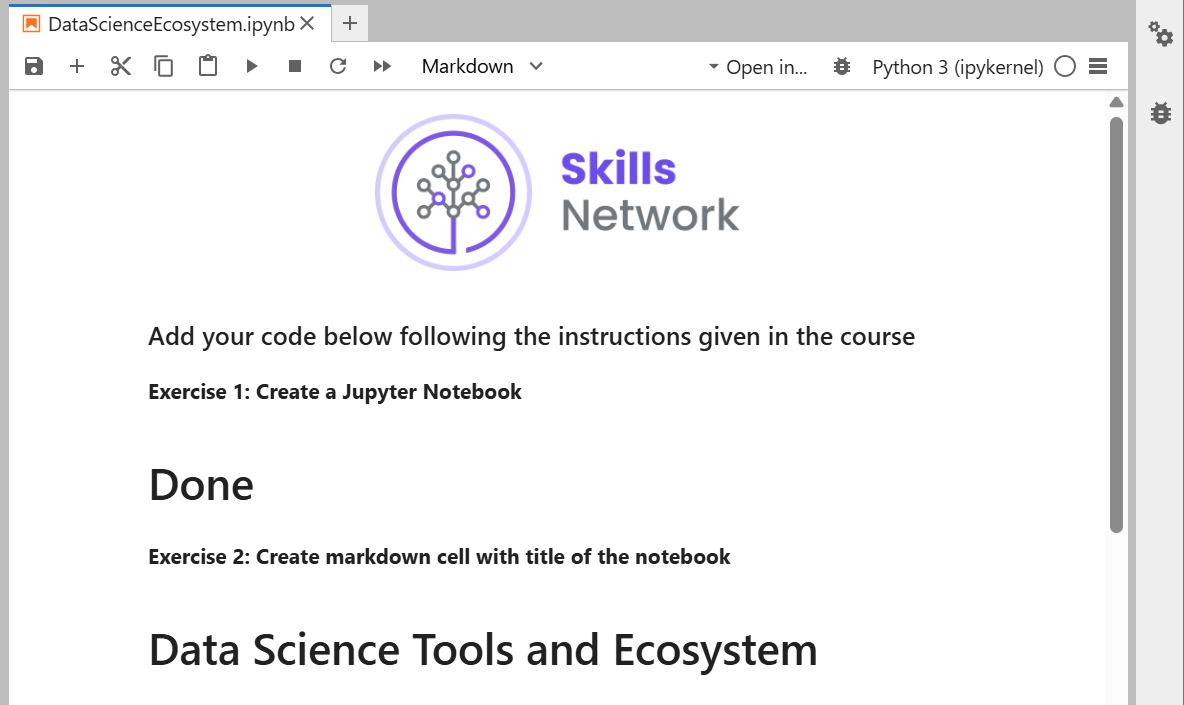 DataScienceEcosystem.ipynb
Markdown
Open in...
Python 3 (ipykernel)
Skills
Network
Add your code below following the instructions given in the course
Exercise 1: Create a Jupyter Notebook
Done
Exercise 2: Create markdown cell with title of the notebook
Data Science Tools and Ecosystem